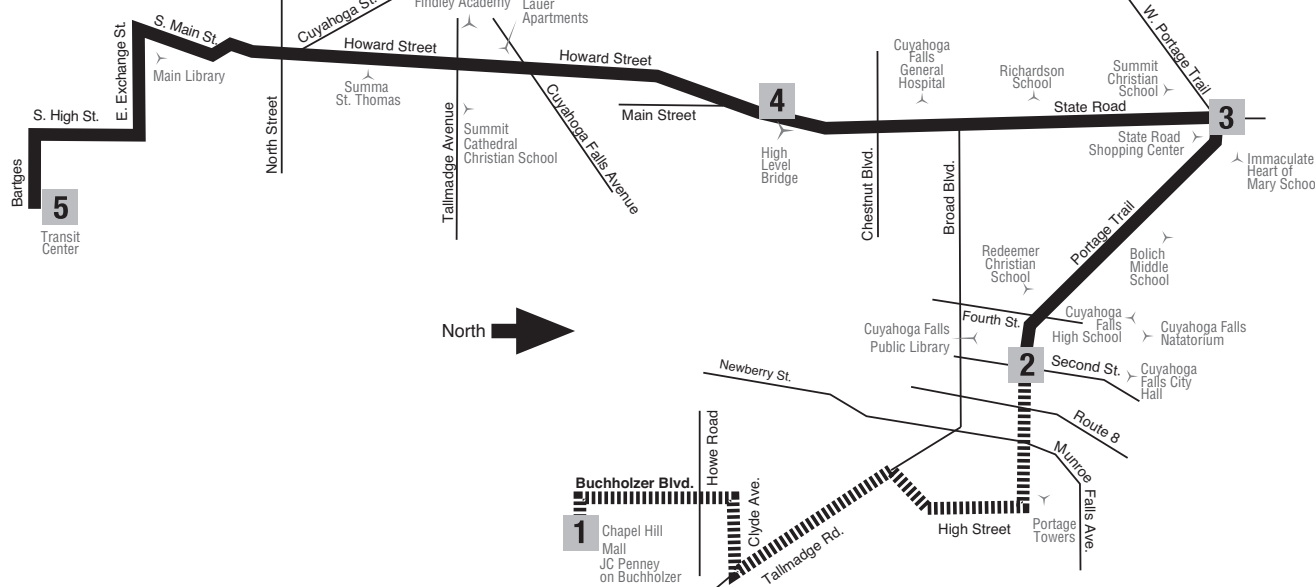 Findley Academy
Lauer
Apartments
Cuyahoga St.
W. Portage Trail
S. Main St.
E. Exchange St.
Main Library
Howard Street
Howard Street
Summa
St. Thomas
Cuyahoga
Falls
General
Hospital
Richardson
School
Summit
Christian
School
State Road
4
3
S. High St.
Main Street
North Street
Tallmadge Avenue
Summit
Cathedral
Christian School
Cuyahoga Falls Avenue
High
Level
Bridge
Chestnut Blvd.
Broad Blvd.
State Road
Shopping Center
Immaculate
Heart of
Mary Schoo
Bartges
5
Transit
Center
Portage Trail
Redeemer
Christian
School
Bolich
Middle
School
North
Fourth St.
Cuyahoga
Falls
High School
Cuyahoga Falls
Natatorium
Cuyahoga Falls
Public Library
2
Second St.
Cuyahoga
Falls City
Hall
Newberry St.
Route 8
Howe Road
Munroe
Falls Ave.
Buchholzer Blvd.
Clyde Ave.
1
Chapel Hill
Mall
JC Penney
on Buchholzer
Tallmadge Rd.
High Street
Portage
Towers